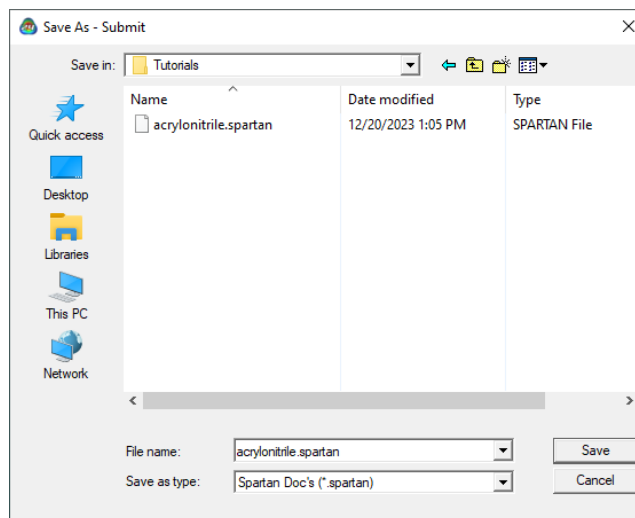 Save As - Submit
Save in: Tutorials
Name Date modified Type
acrylonitrile.spartan 12/20/2023 1:05 PM SPARTAN File
Quick access
Desktop
Libraries
This PC
Network
File name: acrylonitrile.spartan Save
Save as type: Spartan Doc's (*.spartan) Cancel